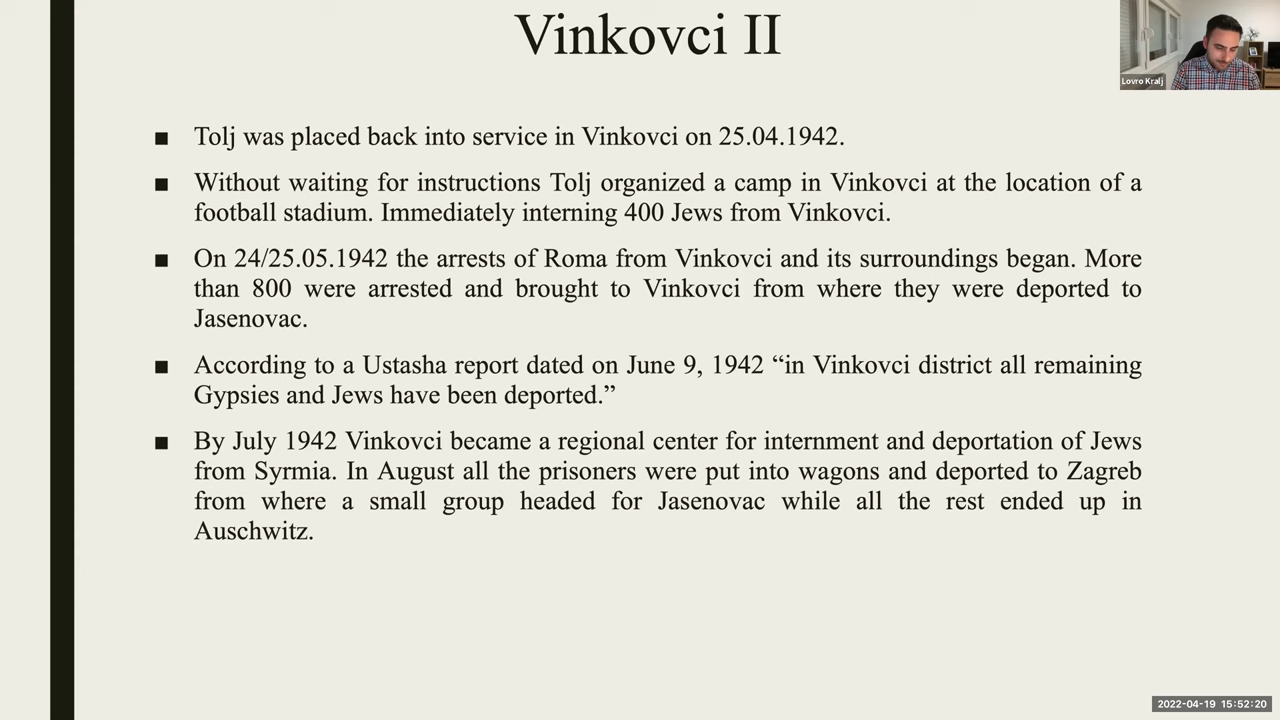 Vinkovci II
Lovro Kralj
■ Tolj was placed back into service in Vinkovci on 25.04.1942.
■ Without waiting for instructions Tolj organized a camp in Vinkovci at the location of a
football stadium. Immediately interning 400 Jews from Vinkovci.
■ On 24/25.05.1942 the arrests of Roma from Vinkovci and its surroundings began. More
than 800 were arrested and brought to Vinkovci from where they were deported to
Jasenovac.
■ According to a Ustasha report dated on June 9, 1942 “in Vinkovci district all remaining
Gypsies and Jews have been deported.”
■ By July 1942 Vinkovci became a regional center for internment and deportation of Jews
from Syrmia. In August all the prisoners were put into wagons and deported to Zagreb
from where a small group headed for Jasenovac while all the rest ended up in
Auschwitz.
2022-04-19 15:52:20